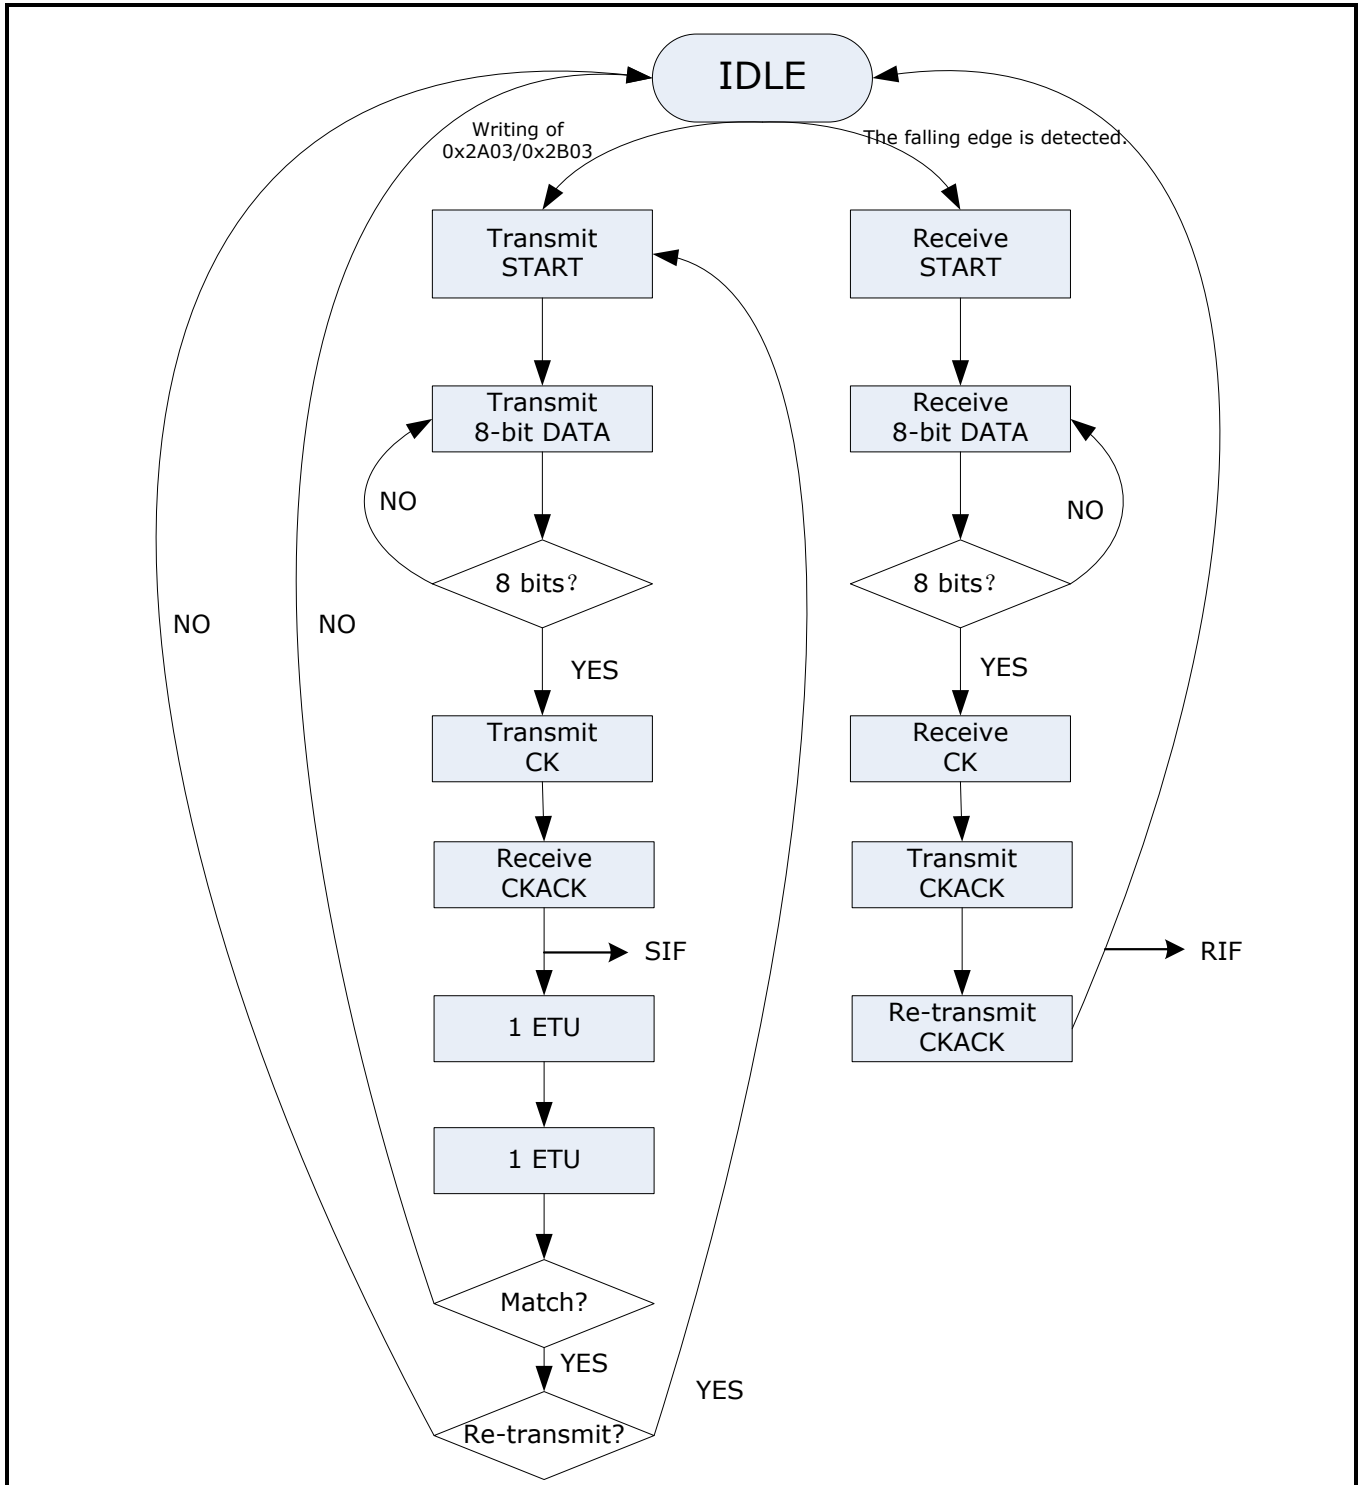 IDLE
Writing of
0x2A03/0x2B03
The falling edge is detected.
Transmit
START
Receive
START
Transmit
8-bit DATA
Receive
8-bit DATA
NO
NO
8 bits?
8 bits?
NO
NO
YES
YES
Transmit
CK
Receive
CK
Receive
CKACK
Transmit
CKACK
SIF
RIF
1 ETU
Re-transmit
CKACK
1 ETU
Match?
YES
YES
Re-transmit?